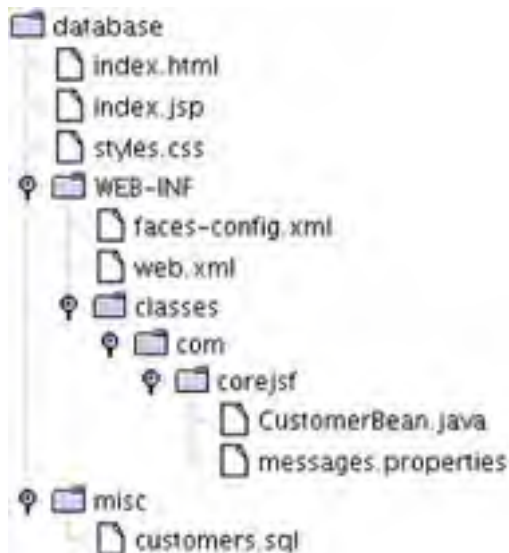 database
index.html
index.jsp
styles.css
WEB-INF
faces-config.xml
web.xml
classes
com
corejsf
CustomerBean.java
messages.properties
misc
customers.sql